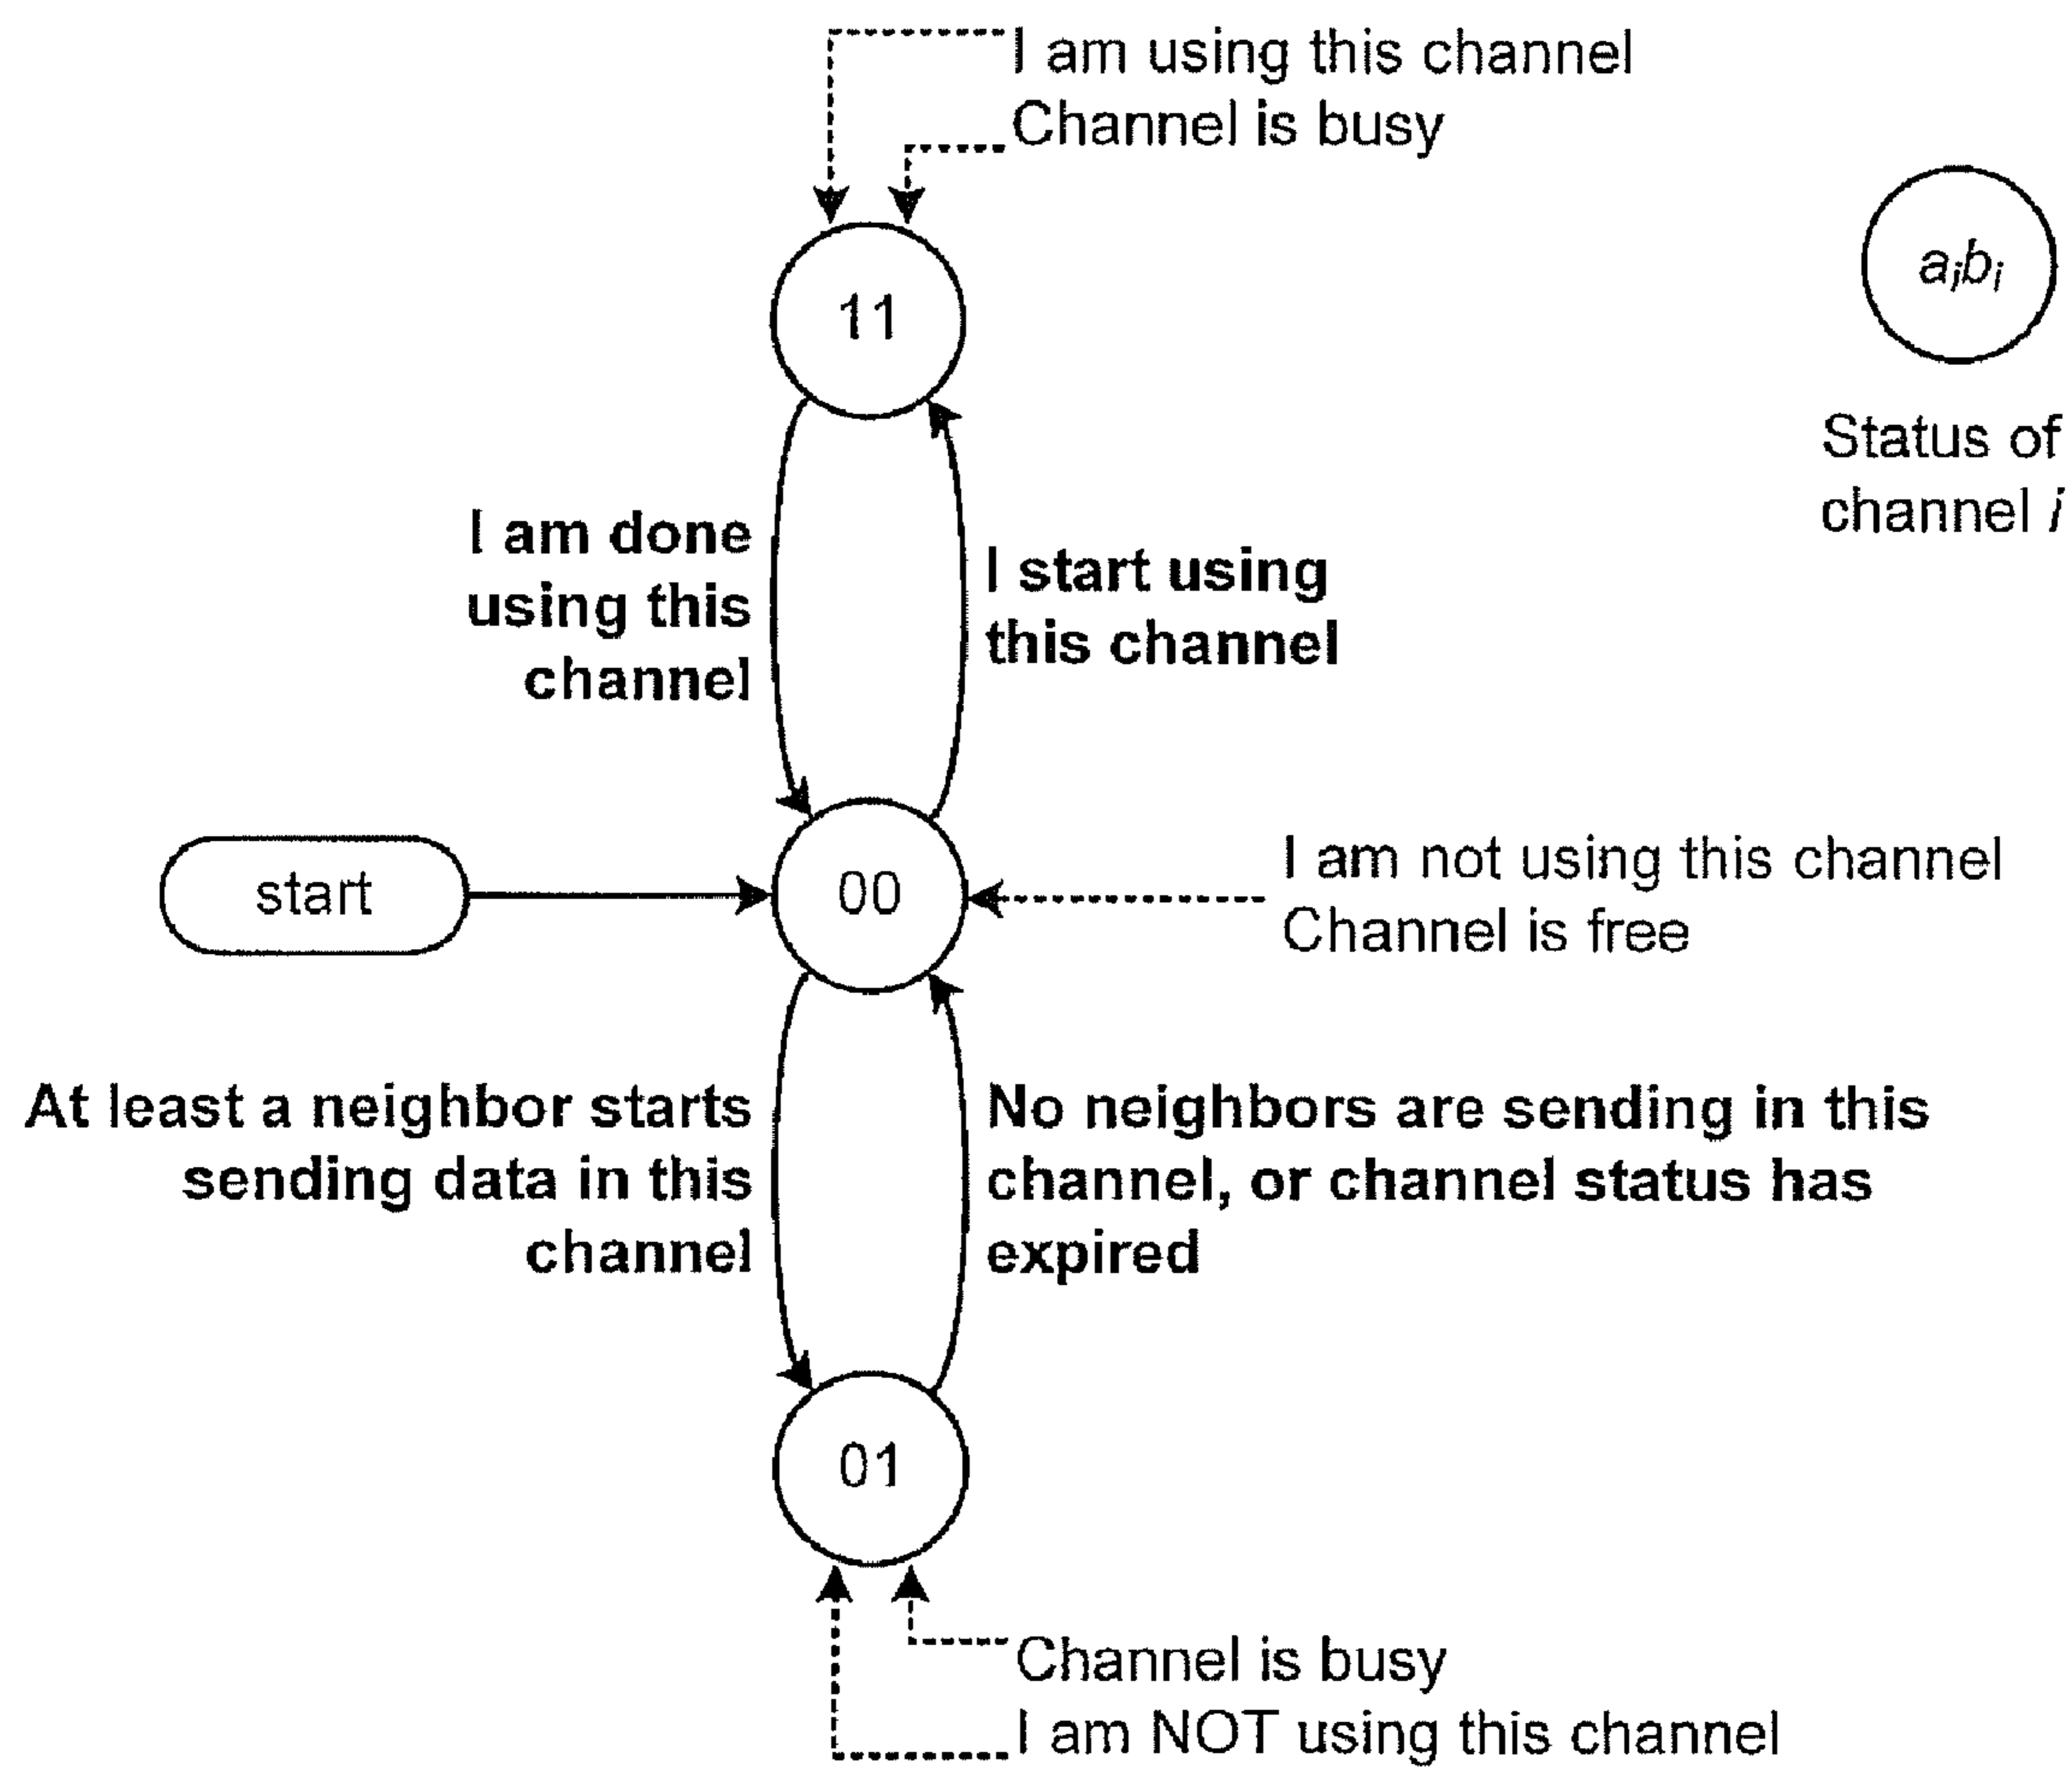 I am using this channel
Channel is busy
11
a_i b_i
Status of
channel i
I am done
using this
channel
I start using
this channel
start
00
I am not using this channel
Channel is free
At least a neighbor starts
sending data in this
channel
No neighbors are sending in this
channel, or channel status has
expired
01
Channel is busy
I am NOT using this channel